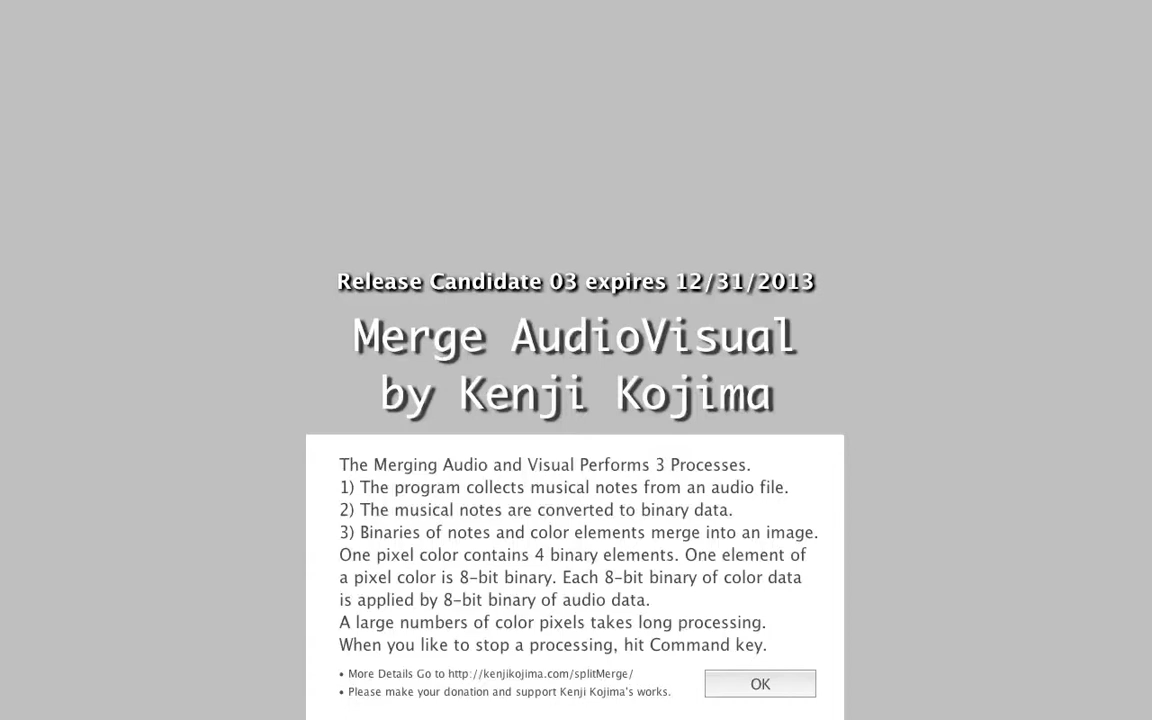 Release Candidate 03 expires 12/31/2013
Merge AudioVisual
by Kenji Kojima
The Merging Audio and Visual Performs 3 Processes.
1) The program collects musical notes from an audio file.
2) The musical notes are converted to binary data.
3) Binaries of notes and color elements merge into an image.
One pixel color contains 4 binary elements. One element of
a pixel color is 8-bit binary. Each 8-bit binary of color data
is applied by 8-bit binary of audio data.
A large numbers of color pixels takes long processing.
When you like to stop a processing, hit Command key.
• More Details Go to http://kenjikojima.com/splitMerge/
• Please make your donation and support Kenji Kojima's works.
OK